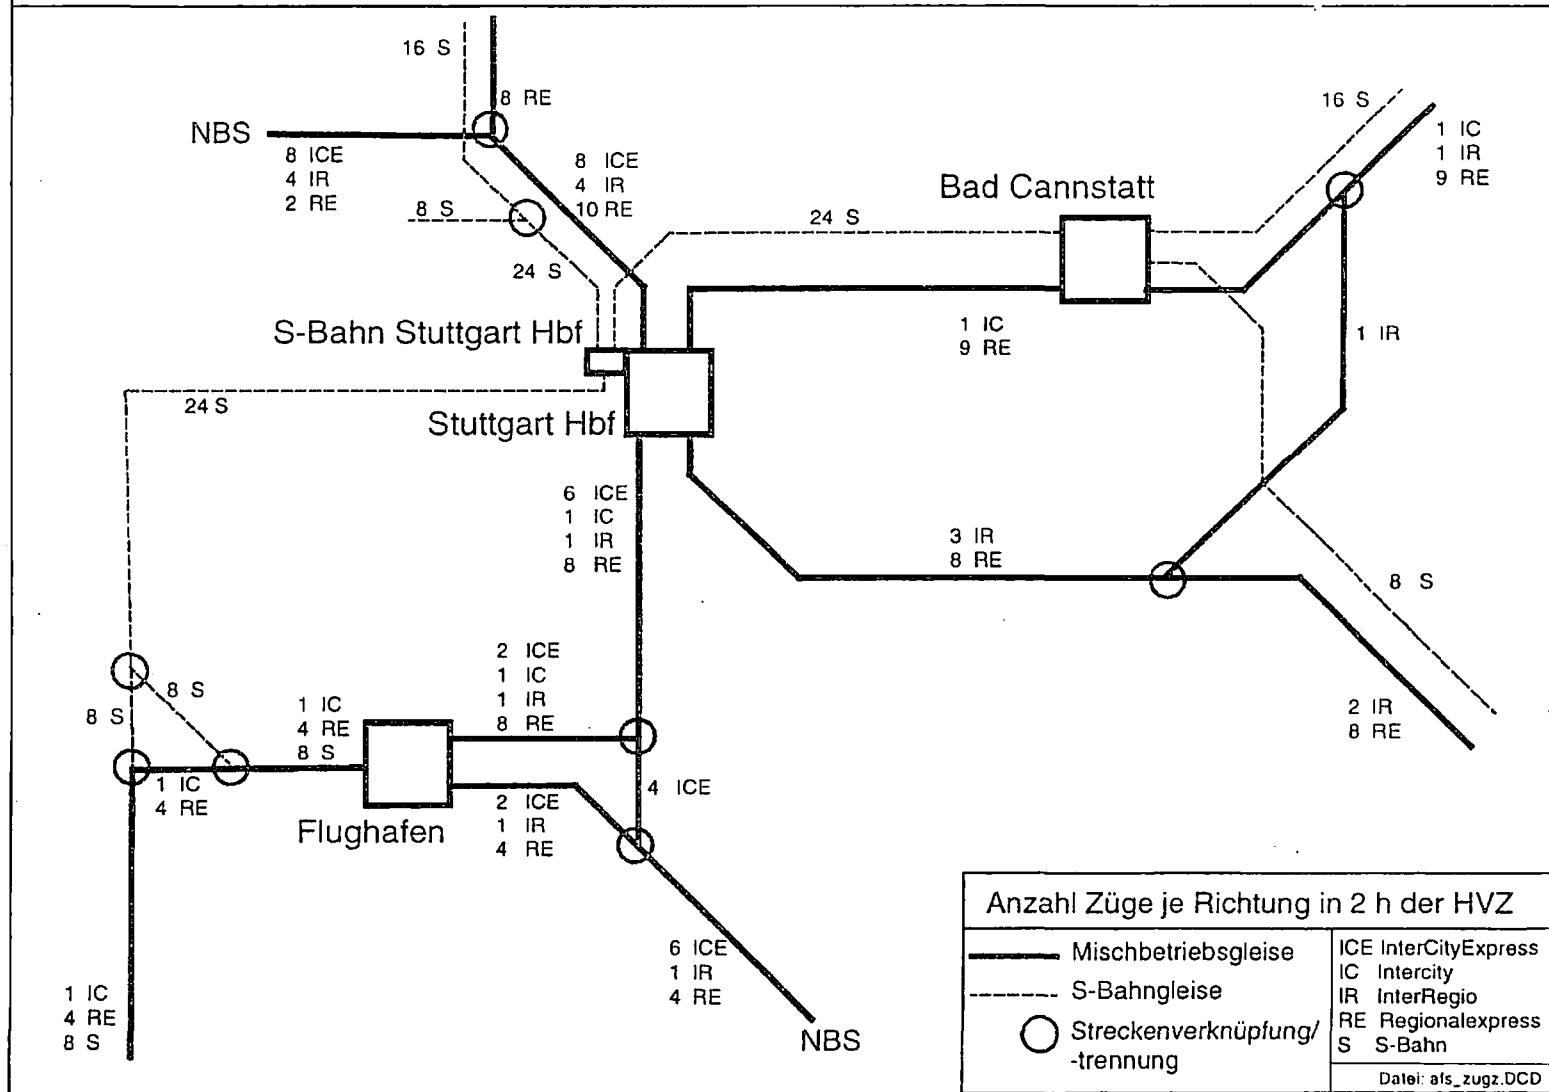 16 S
8 RE
NBS
8 ICE
4 IR
2 RE
8 ICE
4 IR
10 RE
8 S
24 S
24 S
Bad Cannstatt
16 S
1 IC
1 IR
9 RE
S-Bahn Stuttgart Hbf
1 IC
9 RE
1 IR
24 S
Stuttgart Hbf
6 ICE
1 IC
1 IR
8 RE
3 IR
8 RE
8 S
2 IR
8 RE
8 S
8 S
1 IC
4 RE
8 S
2 ICE
1 IC
1 IR
8 RE
1 IC
4 RE
Flughafen
2 ICE
1 IR
4 RE
4 ICE
6 ICE
1 IR
4 RE
NBS
1 IC
4 RE
8 S
Anzahl Züge je Richtung in 2 h der HVZ
Mischbetriebsgleise
S-Bahngleise
Streckenverknüpfung/
-trennung
ICE InterCityExpress
IC Intercity
IR InterRegio
RE Regionalexpress
S S-Bahn
Datei: afs_zugz.DCD